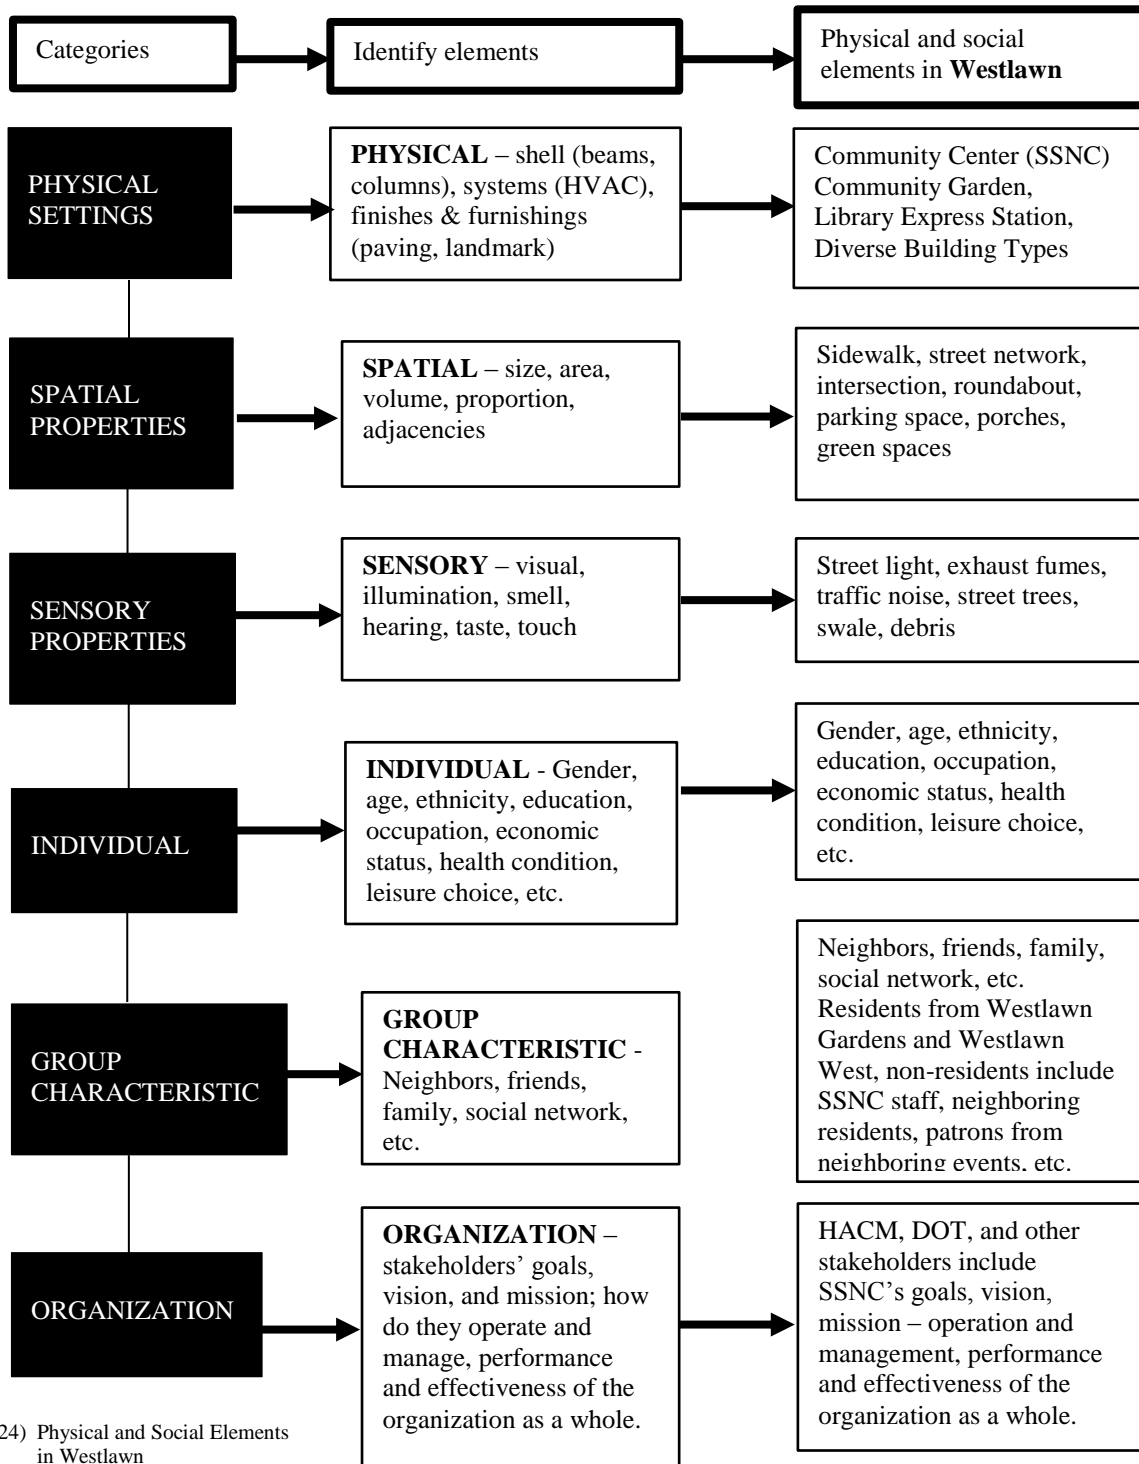 Categories
Identify elements
Physical and social
elements in Westlawn
PHYSICAL
SETTINGS
PHYSICAL – shell (beams,
columns), systems (HVAC),
finishes & furnishings
(paving, landmark)
Community Center (SSNC)
Community Garden,
Library Express Station,
Diverse Building Types
SPATIAL
PROPERTIES
SPATIAL – size, area,
volume, proportion,
adjacencies
Sidewalk, street network,
intersection, roundabout,
parking space, porches,
green spaces
SENSORY
PROPERTIES
SENSORY – visual,
illumination, smell,
hearing, taste, touch
Street light, exhaust fumes,
traffic noise, street trees,
swale, debris
INDIVIDUAL
INDIVIDUAL - Gender,
age, ethnicity, education,
occupation, economic
status, health condition,
leisure choice, etc.
Gender, age, ethnicity,
education, occupation,
economic status, health
condition, leisure choice,
etc.
GROUP
CHARACTERISTIC
GROUP
CHARACTERISTIC -
Neighbors, friends,
family, social network,
etc.
Neighbors, friends, family,
social network, etc.
Residents from Westlawn
Gardens and Westlawn
West, non-residents include
SSNC staff, neighboring
residents, patrons from
neighboring events, etc.
ORGANIZATION
ORGANIZATION –
stakeholders’ goals,
vision, and mission; how
do they operate and
manage, performance
and effectiveness of the
organization as a whole.
HACM, DOT, and other
stakeholders include
SSNC’s goals, vision,
mission – operation and
management, performance
and effectiveness of the
organization as a whole.
24) Physical and Social Elements
in Westlawn